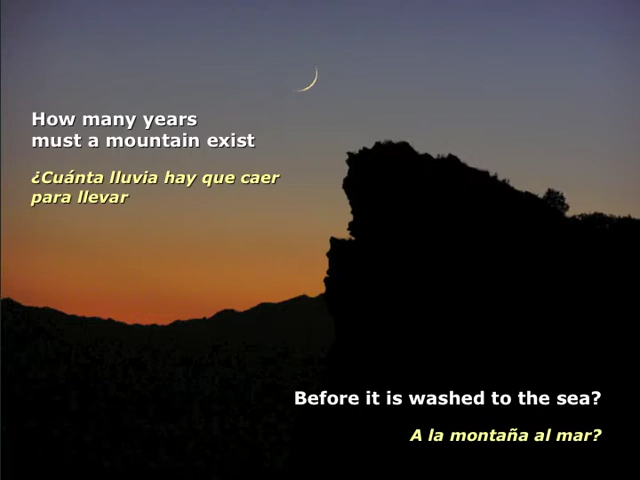 How many years
must a mountain exist
¿Cuánta lluvia hay que caer
para llevar
Before it is washed to the sea?
A la montaña al mar?